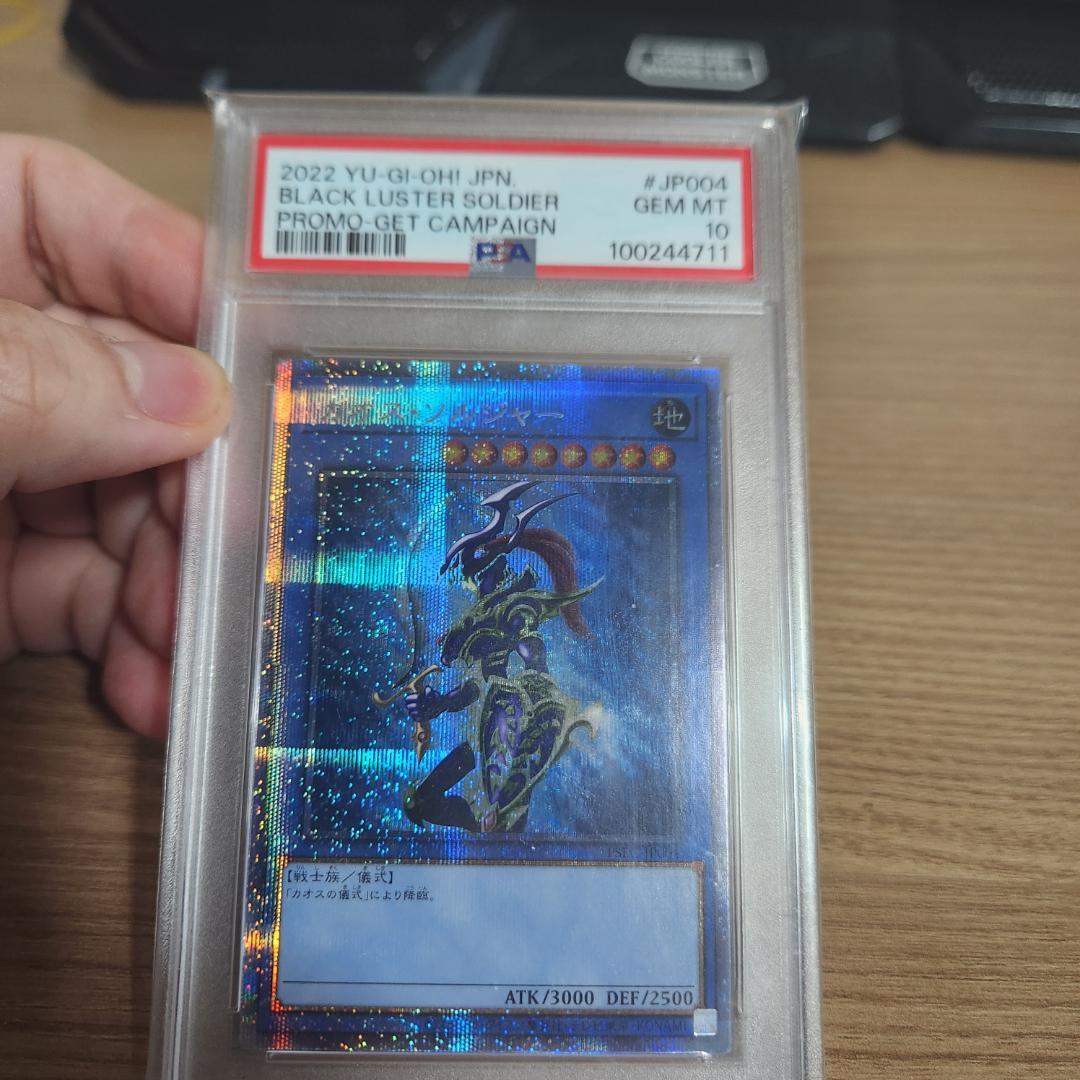 2022 YU-GI-OH! JPN.
#JP004
BLACK LUSTER SOLDIER
GEM MT
PROMO-GET CAMPAIGN
10
PSA
100244711
カオス・ソルジャー
地
【戦士族/儀式】
「カオスの儀式」により降臨。
ATK/3000 DEF/2500
KONAMI